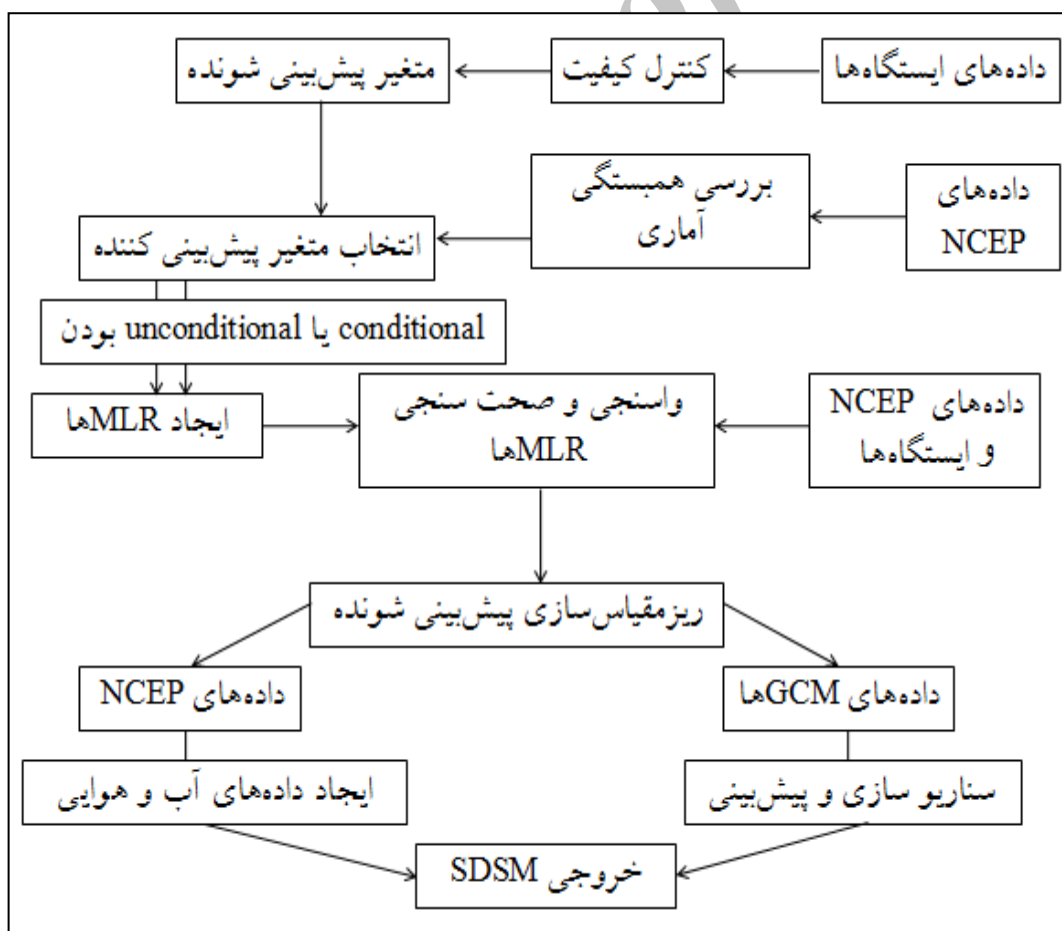 داده‌های ایستگاه‌ها
کنترل کیفیت
متغیر پیش‌بینی شونده
داده‌های
NCEP
بررسی همبستگی
آماری
انتخاب متغیر پیش‌بینی کننده
conditional یا unconditional بودن
ایجاد MLRها
واسنجی و صحت سنجی
MLRها
داده‌های NCEP
و ایستگاه‌ها
ریزمقیاس‌سازی پیش‌بینی شونده
داده‌های GCMها
داده‌های NCEP
سناریو سازی و پیش‌بینی
ایجاد داده‌های آب و هوایی
خروجی SDSM